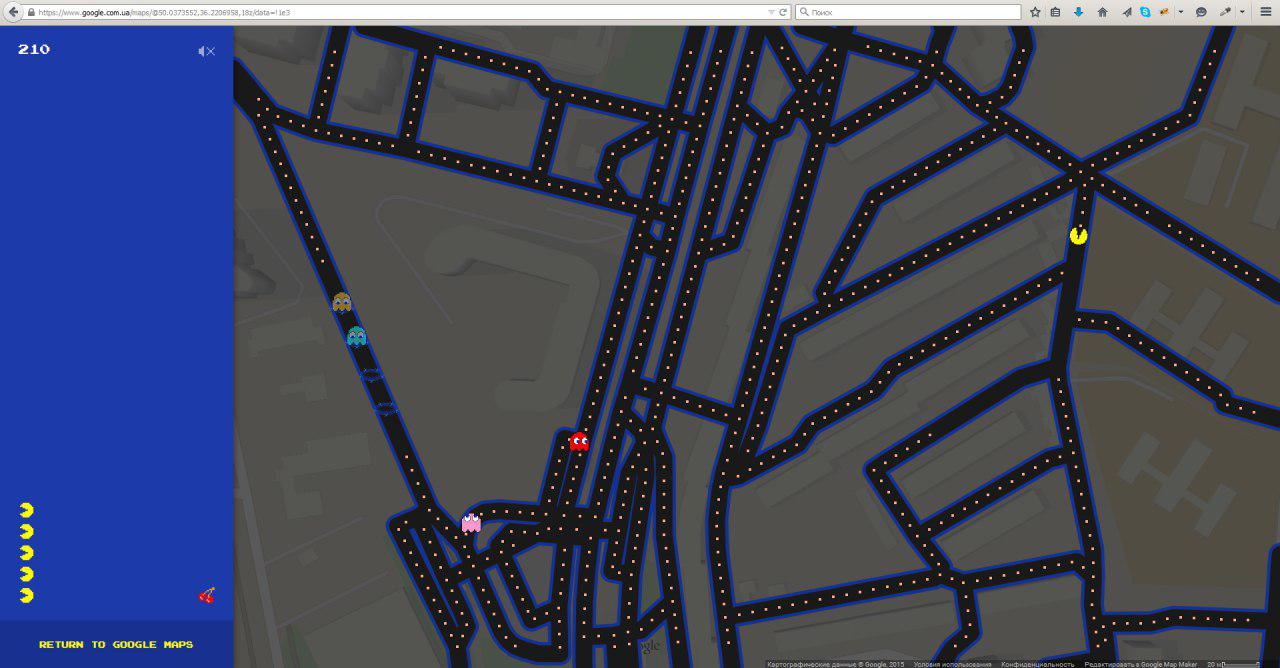 https://www.google.com.ua/maps/@50.0373552,36.2206958,18z/data=!1e3
Поиск
210
RETURN TO GOOGLE MAPS
Картографические данные © Google, 2015 Условия использования Конфиденциальность Редактировать в Google Map Maker 20 м